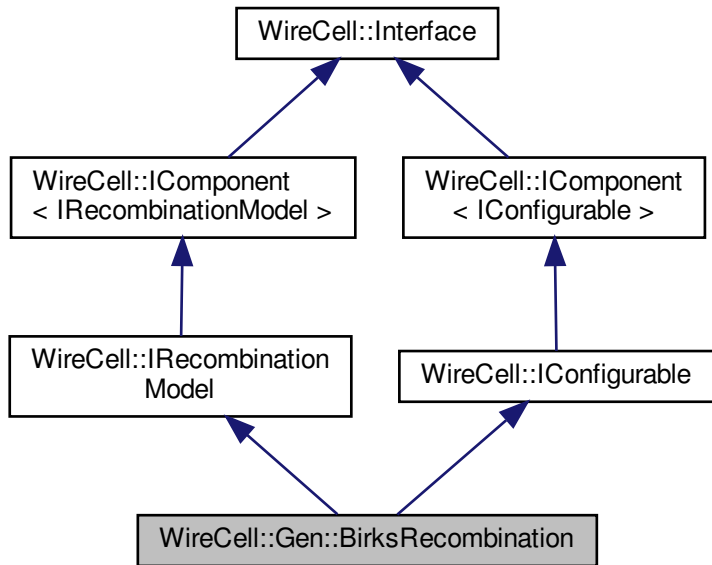 WireCell::Interface
WireCell::IComponent
< IRecombinationModel >
WireCell::IComponent
< IConfigurable >
WireCell::IRecombination
Model
WireCell::IConfigurable
WireCell::Gen::BirksRecombination